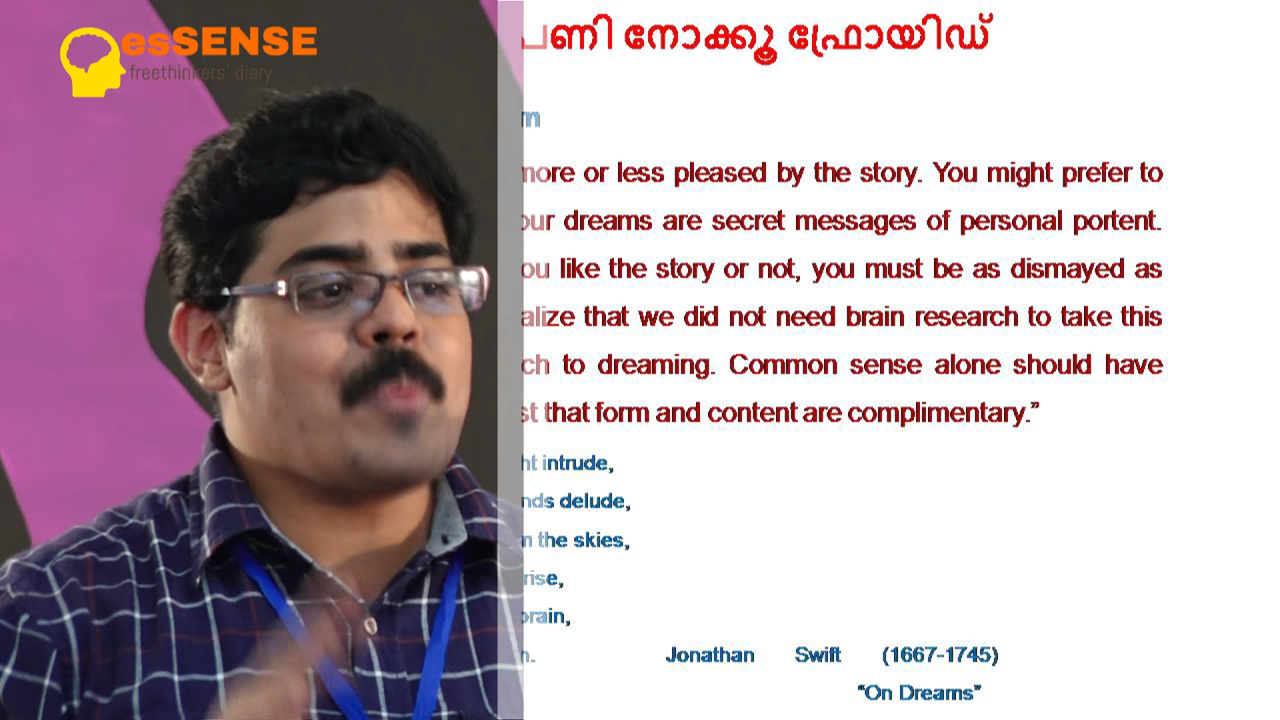 esSENSE
freethinkers' diary
പണി നോക്കൂ ഫ്രോയിഡ്
more or less pleased by the story. You might prefer to
our dreams are secret messages of personal portent.
you like the story or not, you must be as dismayed as
alize that we did not need brain research to take this
ch to dreaming. Common sense alone should have
st that form and content are complimentary.”
ht intrude,
nds delude,
the skies,
rise,
brain,
Jonathan Swift (1667-1745)
“On Dreams”